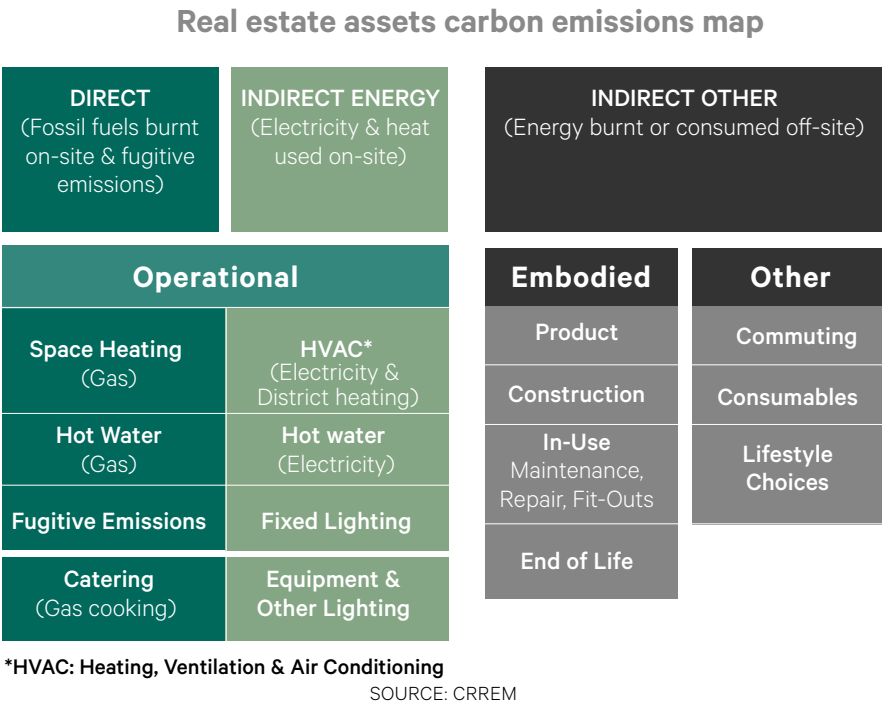 Real estate assets carbon emissions map
DIRECT
(Fossil fuels burnt
on-site & fugitive
emissions)
INDIRECT ENERGY
(Electricity & heat
used on-site)
INDIRECT OTHER
(Energy burnt or consumed off-site)
Operational
Space Heating
(Gas)
HVAC*
(Electricity &
District heating)
Hot Water
(Gas)
Hot water
(Electricity)
Fugitive Emissions
Fixed Lighting
Catering
(Gas cooking)
Equipment &
Other Lighting
Embodied
Product
Construction
In-Use
Maintenance,
Repair, Fit-Outs
End of Life
Other
Commuting
Consumables
Lifestyle
Choices
*HVAC: Heating, Ventilation & Air Conditioning
SOURCE: CRREM